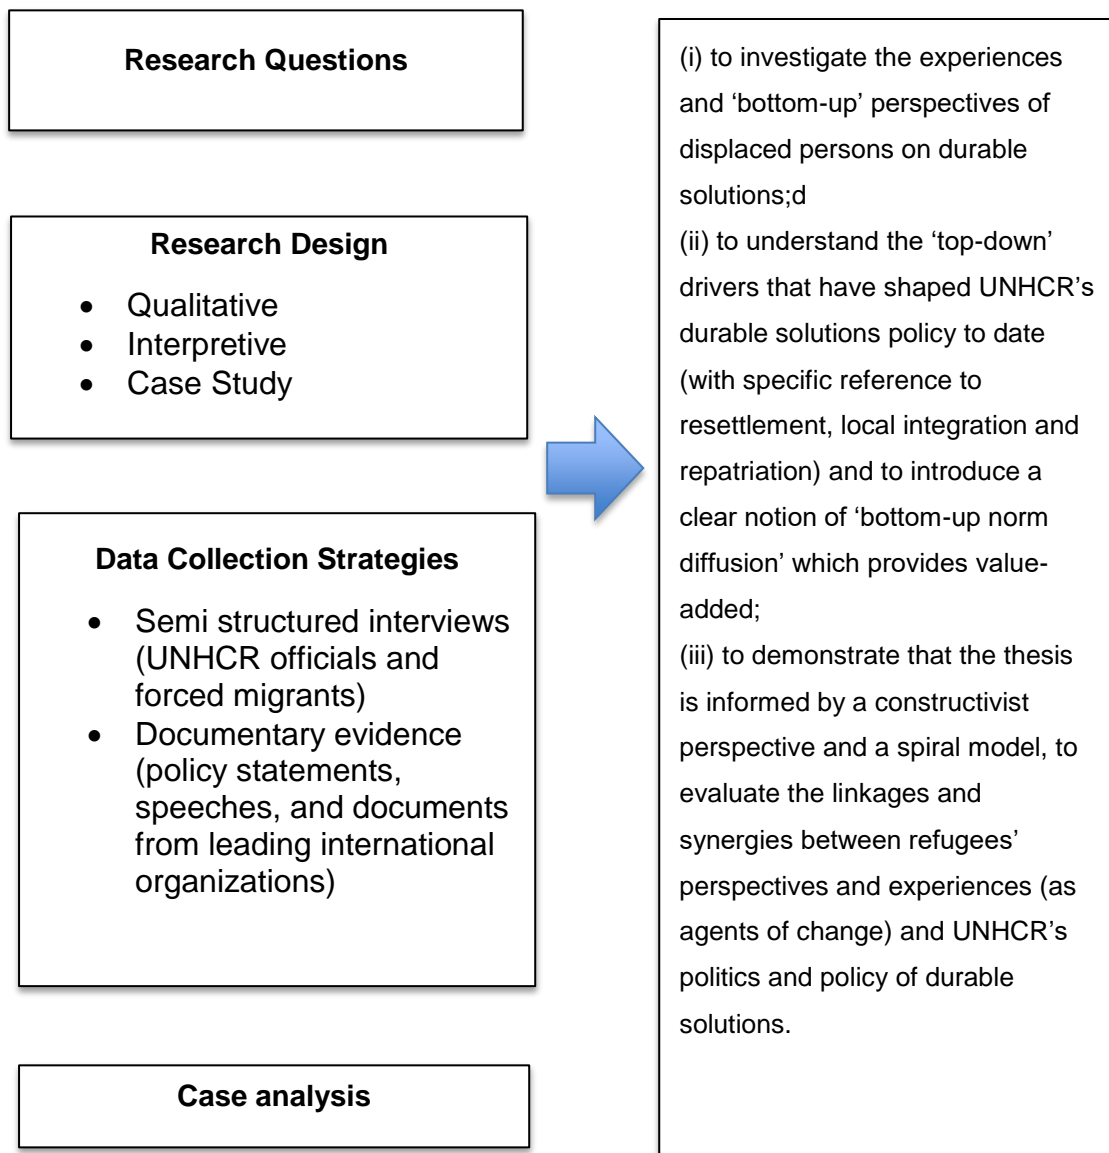 Research Questions
Research Design
• Qualitative
• Interpretive
• Case Study
Data Collection Strategies
• Semi structured interviews
(UNHCR officials and
forced migrants)
• Documentary evidence
(policy statements,
speeches, and documents
from leading international
organizations)
Case analysis
(i) to investigate the experiences
and ‘bottom-up’ perspectives of
displaced persons on durable
solutions;d
(ii) to understand the ‘top-down’
drivers that have shaped UNHCR’s
durable solutions policy to date
(with specific reference to
resettlement, local integration and
repatriation) and to introduce a
clear notion of ‘bottom-up norm
diffusion’ which provides value-
added;
(iii) to demonstrate that the thesis
is informed by a constructivist
perspective and a spiral model, to
evaluate the linkages and
synergies between refugees’
perspectives and experiences (as
agents of change) and UNHCR’s
politics and policy of durable
solutions.